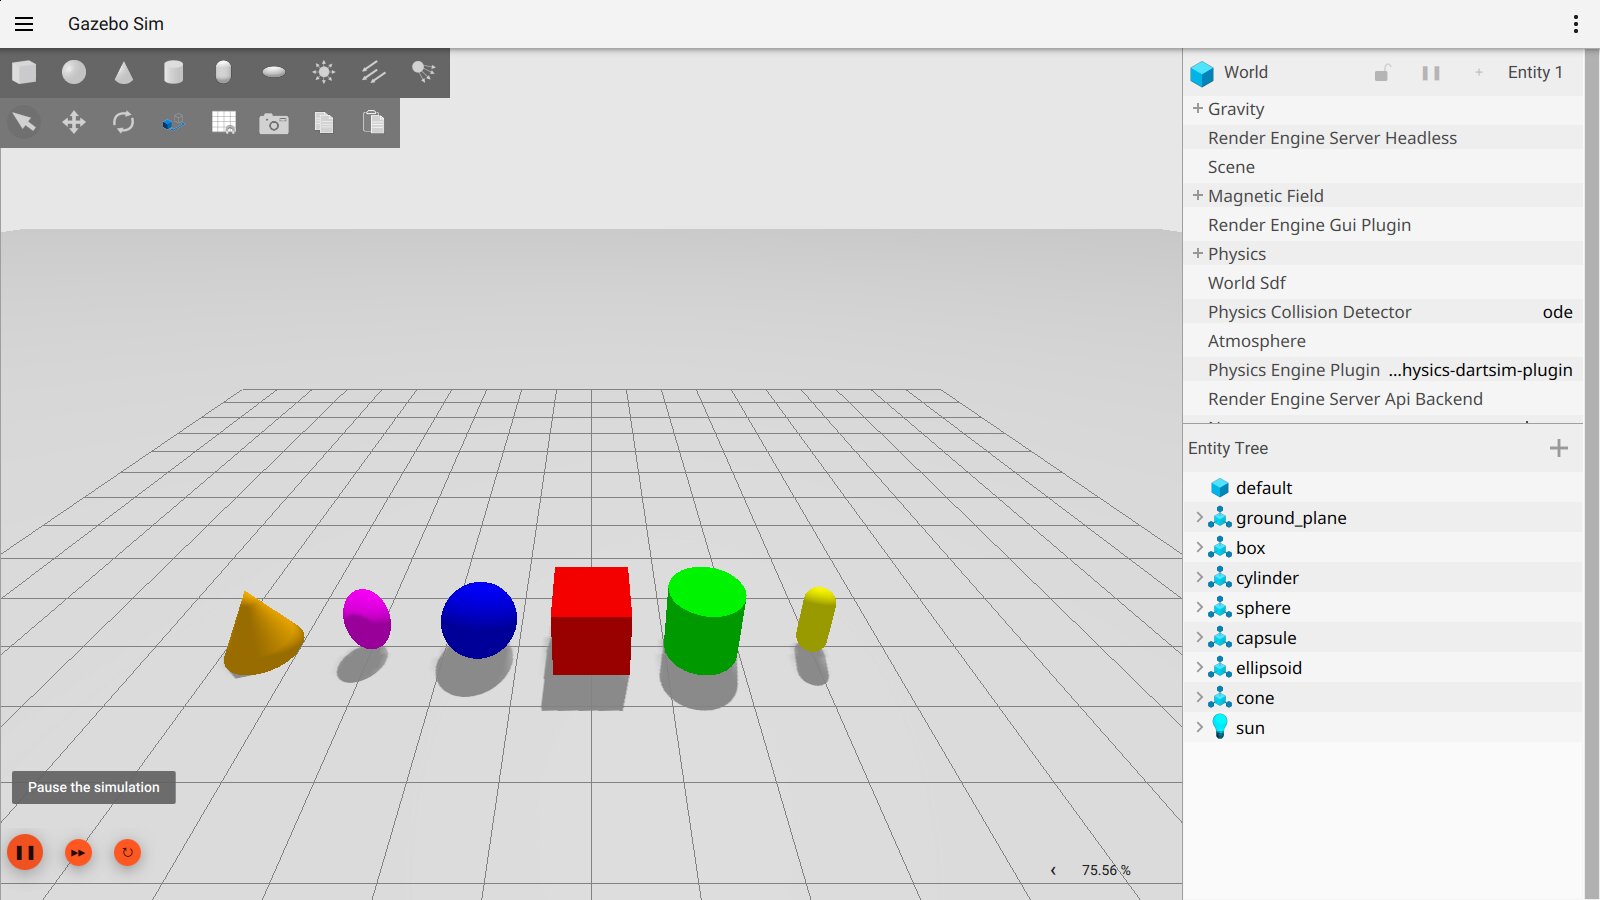 Gazebo Sim
World
Entity 1
Gravity
Render Engine Server Headless
Scene
Magnetic Field
Render Engine Gui Plugin
Physics
World Sdf
Physics Collision Detector ode
Atmosphere
Physics Engine Plugin ...hysics-dartsim-plugin
Render Engine Server Api Backend
Entity Tree
default
ground_plane
box
cylinder
sphere
capsule
ellipsoid
cone
sun
Pause the simulation
75.56 %